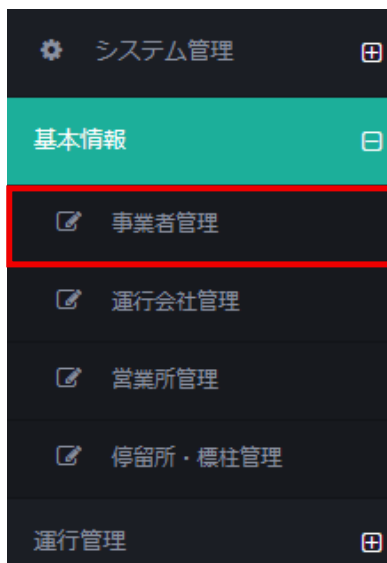 システム管理
基本情報
事業者管理
運行会社管理
営業所管理
停留所・標柱管理
運行管理